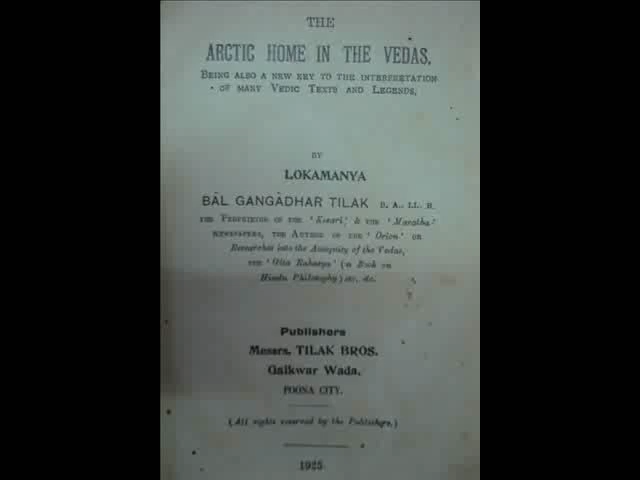 THE
ARCTIC HOME IN THE VEDAS,
BEING ALSO A NEW KEY TO THE INTERPRETATION
OF MANY VEDIC TEXTS AND LEGENDS,
BY
LOKAMANYA
BÂL GANGÂDHAR TILAK B. A., LL. B.
THE PROPRIETOR OF THE 'Kesari,' & THE 'Maratha'
NEWSPAPERS, THE AUTHOR OF THE 'Orion' OR
Researches into the Antiquity of the Vedas,
THE 'Gita Rahasya' (a Book on
Hindu Philosophy) &c. &c.
Publishers
Messrs. TILAK BROS.
Gaikwar Wada,
POONA CITY.
(All rights reserved by the Publishers.)
1925